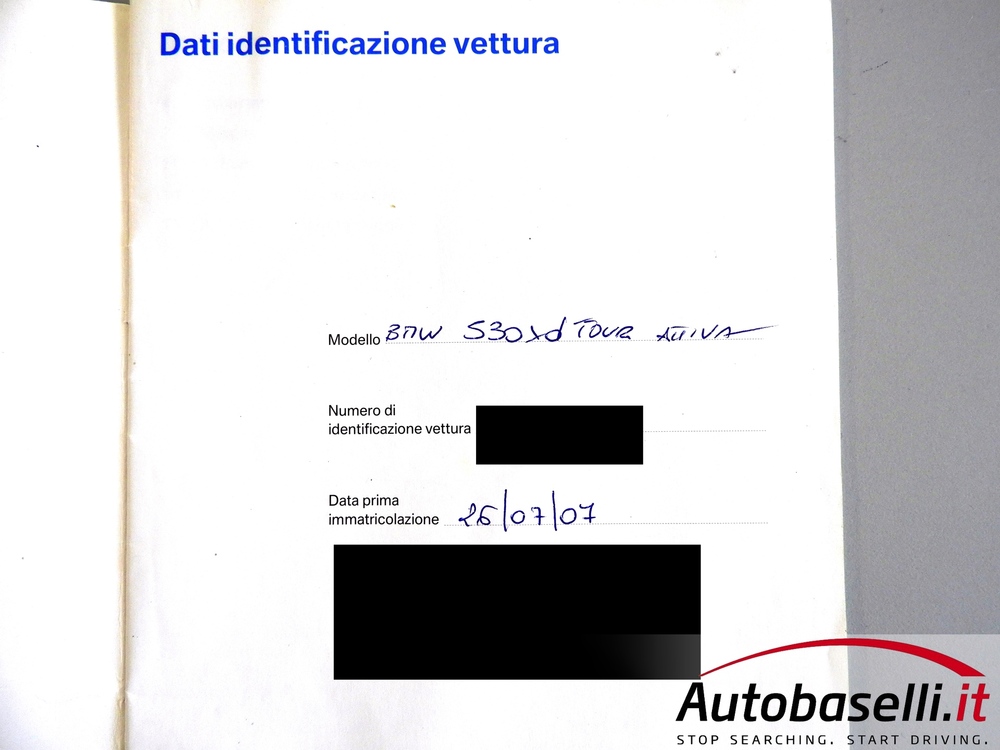 Dati identificazione vettura
Modello BMW 530xd TOUR ATTIVA
Numero di
identificazione vettura
Data prima
immatricolazione 26/07/07
Autobaselli.it
STOP SEARCHING. START DRIVING.